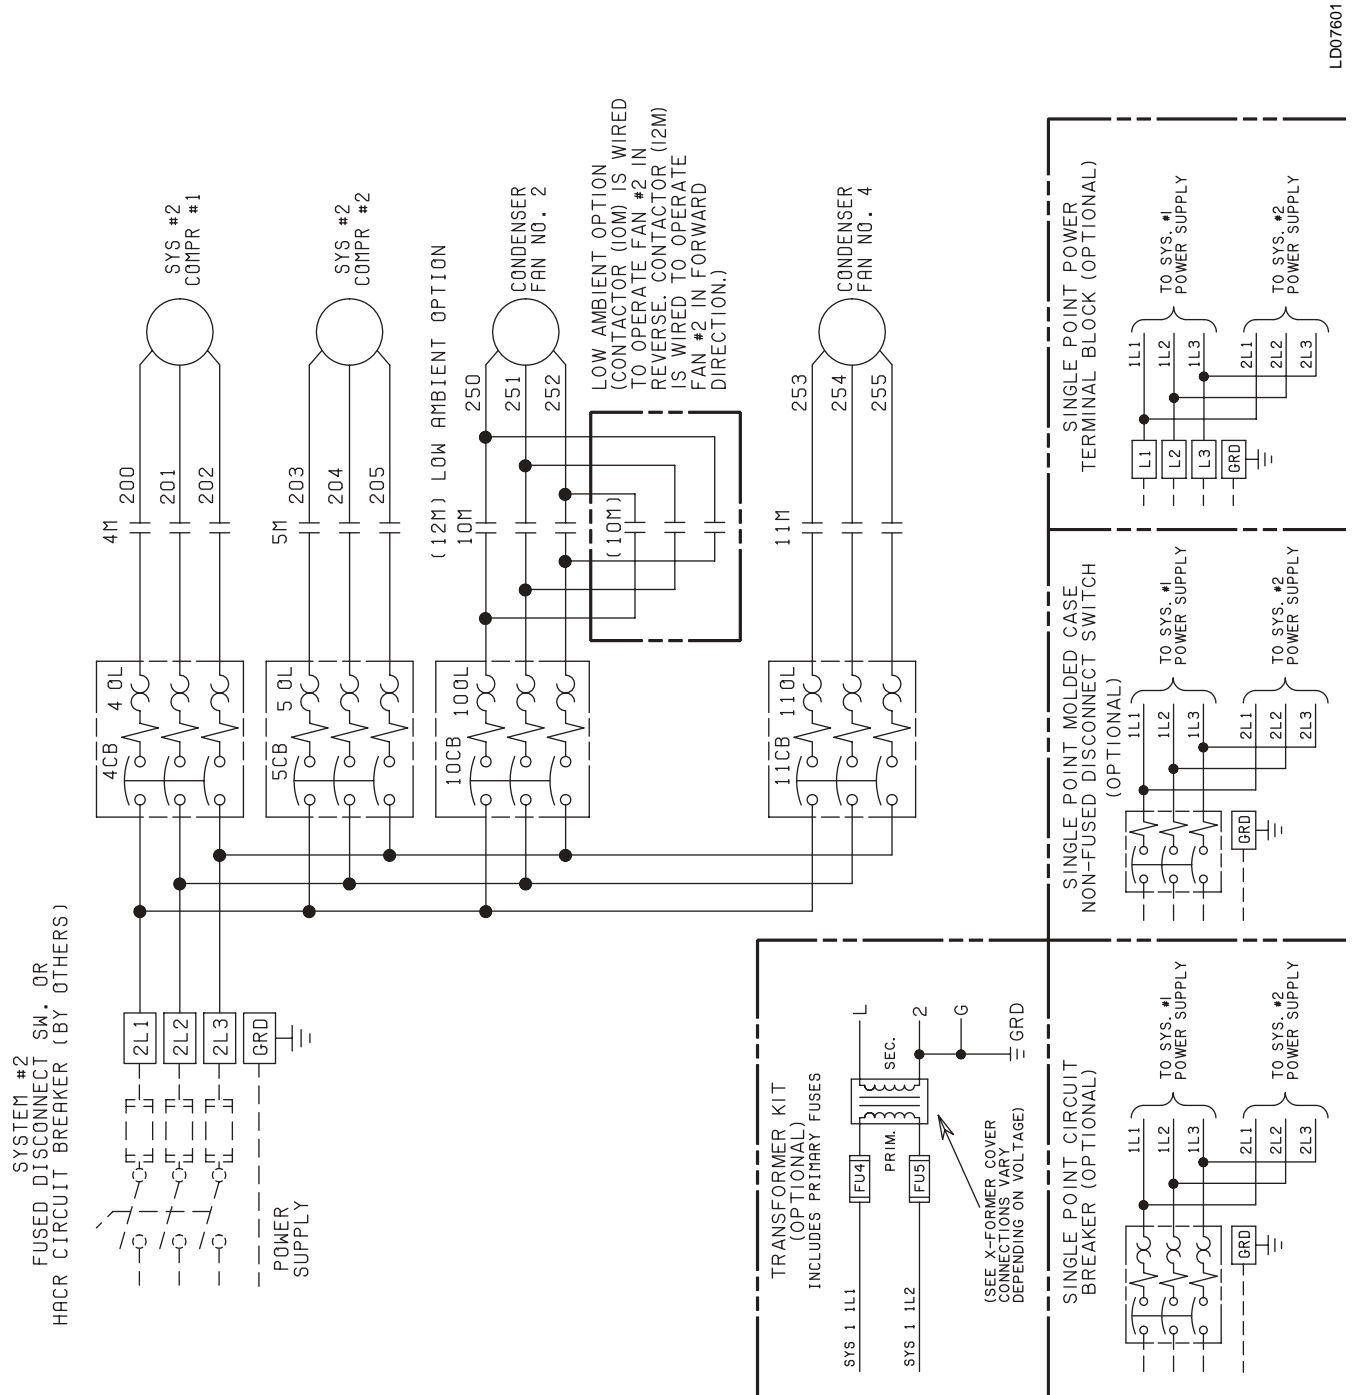 SYSTEM #2
FUSED DISCONNECT SW. OR
HACR CIRCUIT BREAKER (BY OTHERS)
POWER
SUPPLY
2L1
2L2
2L3
GRD
4CB
4 OL
4M
200
201
202
SYS #2
COMPR #1
5CB
5 OL
5M
203
204
205
SYS #2
COMPR #2
10CB
10OL
(12M) LOW AMBIENT OPTION
10M
250
251
252
CONDENSER
FAN NO. 2
(10M)
LOW AMBIENT OPTION
(CONTACTOR (10M) IS WIRED
TO OPERATE FAN #2 IN
REVERSE. CONTACTOR (12M)
IS WIRED TO OPERATE
FAN #2 IN FORWARD
DIRECTION.)
11CB
11OL
11M
253
254
255
CONDENSER
FAN NO. 4
TRANSFORMER KIT
(OPTIONAL)
INCLUDES PRIMARY FUSES
SYS 1 1L1
SYS 1 1L2
FU4
FU5
PRIM.
SEC.
L
2
G
GRD
(SEE X-FORMER COVER
CONNECTIONS VARY
DEPENDING ON VOLTAGE)
SINGLE POINT CIRCUIT
BREAKER (OPTIONAL)
1L1
1L2
1L3
2L1
2L2
2L3
GRD
TO SYS. #1
POWER SUPPLY
TO SYS. #2
POWER SUPPLY
SINGLE POINT MOLDED CASE
NON-FUSED DISCONNECT SWITCH
(OPTIONAL)
1L1
1L2
1L3
2L1
2L2
2L3
GRD
TO SYS. #1
POWER SUPPLY
TO SYS. #2
POWER SUPPLY
SINGLE POINT POWER
TERMINAL BLOCK (OPTIONAL)
L1
L2
L3
GRD
1L1
1L2
1L3
2L1
2L2
2L3
TO SYS. #1
POWER SUPPLY
TO SYS. #2
POWER SUPPLY
LD07601